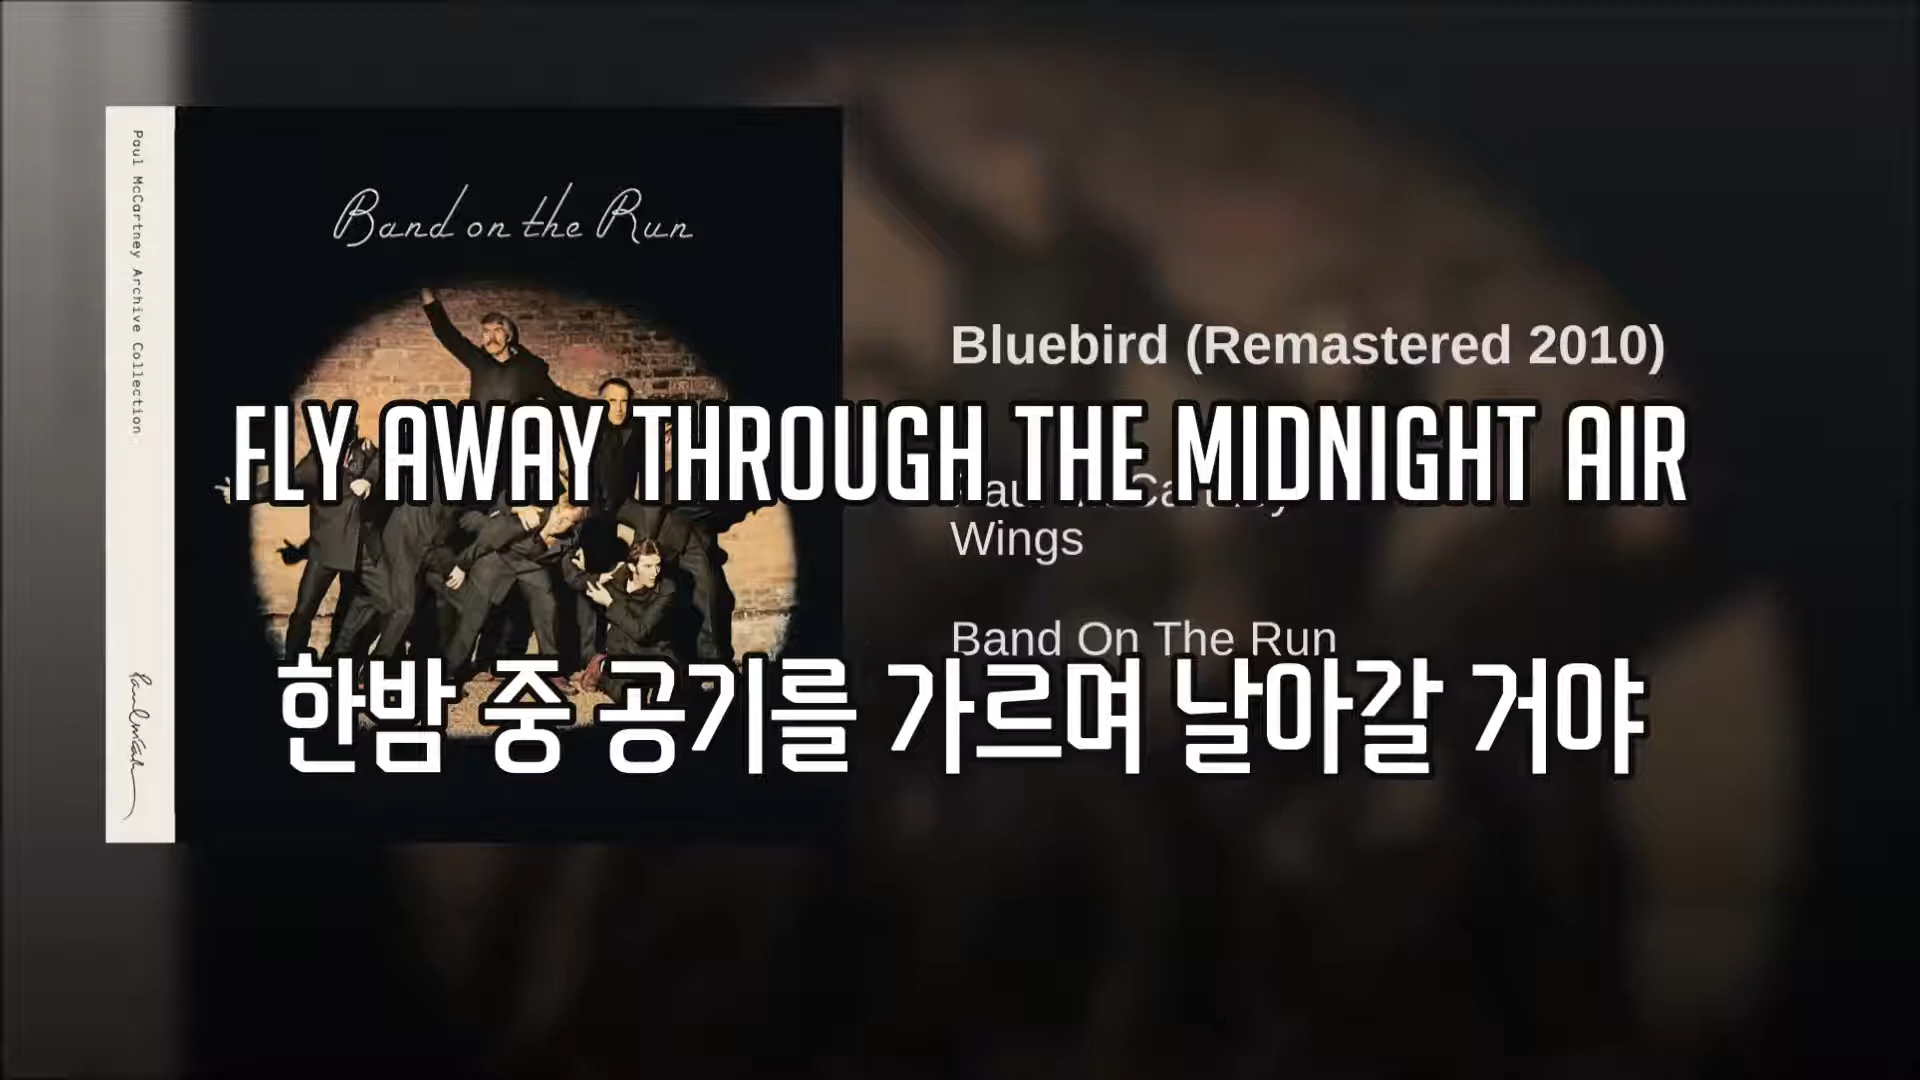 Paul McCartney Archive Collection
Band on the Run
Bluebird (Remastered 2010)
FLY AWAY THROUGH THE MIDNIGHT AIR
Wings
Band On The Run
한밤 중 공기를 가르며 날아갈 거야